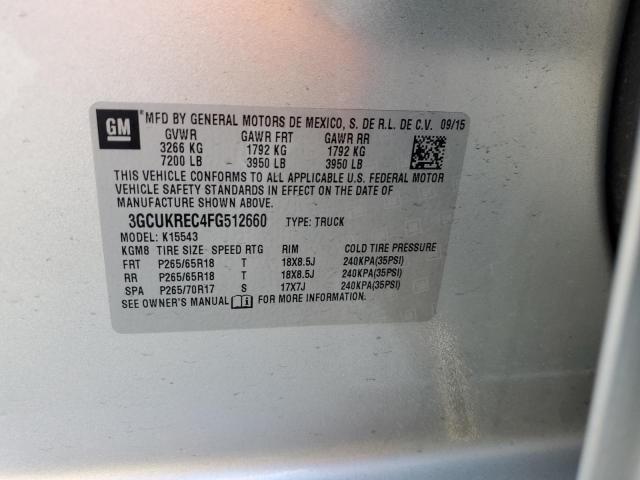 GM ® MFD BY GENERAL MOTORS DE MEXICO, S. DE R.L. DE C.V. 09/15
GVWR GAWR FRT GAWR RR
3266 KG 1792 KG 1792 KG
7200 LB 3950 LB 3950 LB
THIS VEHICLE CONFORMS TO ALL APPLICABLE U.S. FEDERAL MOTOR
VEHICLE SAFETY STANDARDS IN EFFECT ON THE DATE OF
MANUFACTURE SHOWN ABOVE.
3GCUKREC4FG512660 TYPE: TRUCK
MODEL: K15543
KGM8 TIRE SIZE SPEED RTG RIM COLD TIRE PRESSURE
FRT P265/65R18 T 18X8.5J 240KPA(35PSI)
RR P265/65R18 T 18X8.5J 240KPA(35PSI)
SPA P265/70R17 S 17X7J 240KPA(35PSI)
SEE OWNER'S MANUAL FOR MORE INFORMATION.